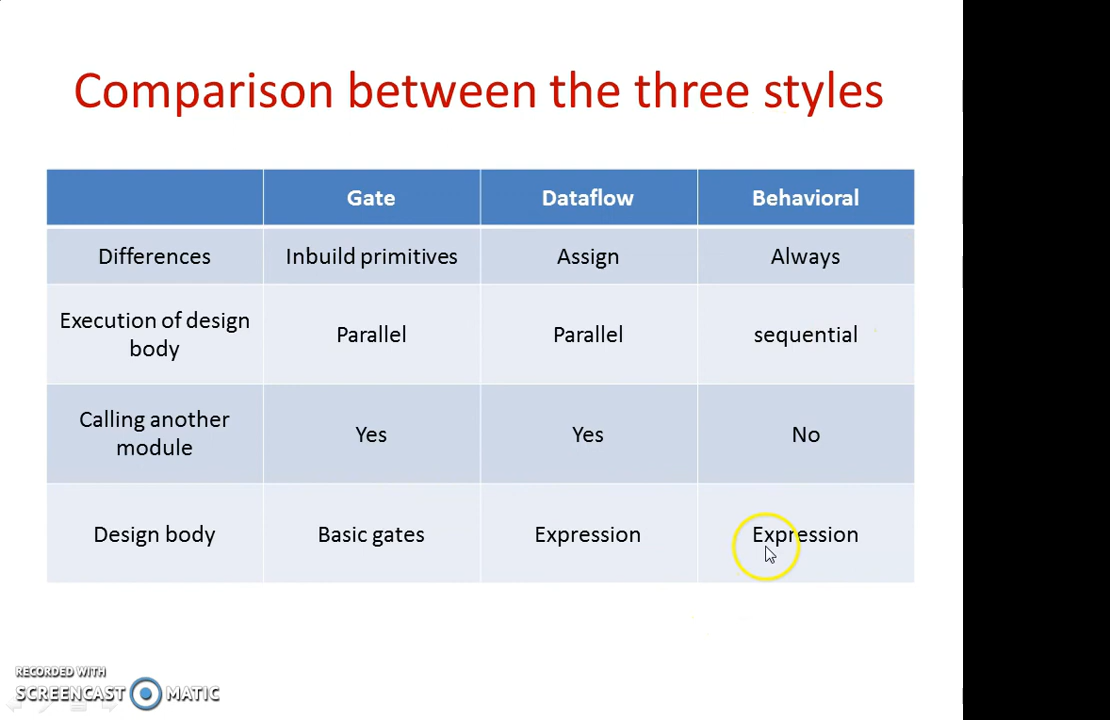 Comparison between the three styles
Gate Dataflow Behavioral
Differences Inbuild primitives Assign Always
Execution of design
body Parallel Parallel sequential
Calling another
module Yes Yes No
Design body Basic gates Expression Expression
RECORDED WITH
SCREENCAST MATIC